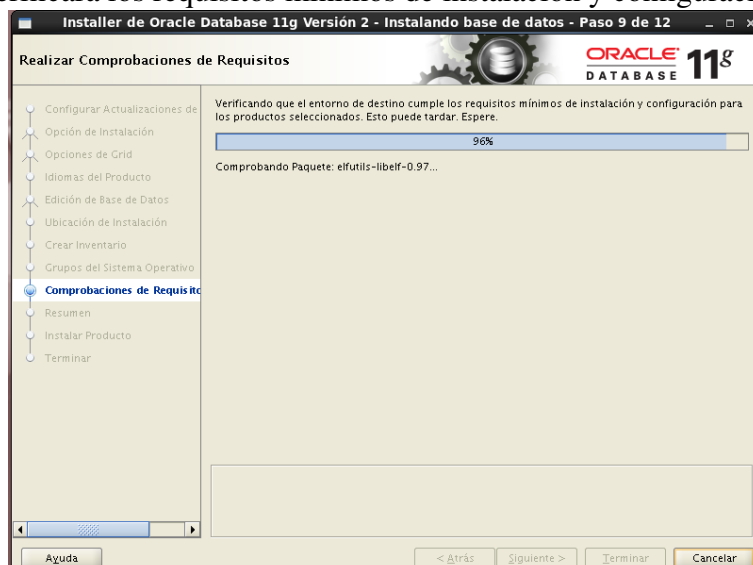 Installer de Oracle Database 11g Versión 2 - Instalando base de datos - Paso 9 de 12
Realizar Comprobaciones de Requisitos
ORACLE
DATABASE
11g
Configurar Actualizaciones de
Opción de Instalación
Opciones de Grid
Idiomas del Producto
Edición de Base de Datos
Ubicación de Instalación
Crear Inventario
Grupos del Sistema Operativo
Comprobaciones de Requisito
Resumen
Instalar Producto
Terminar
Verificando que el entorno de destino cumple los requisitos mínimos de instalación y configuración para
los productos seleccionados. Esto puede tardar. Espere.
96%
Comprobando Paquete: elfutils-libelf-0.97...
Ayuda
< Atrás
Siguiente >
Terminar
Cancelar